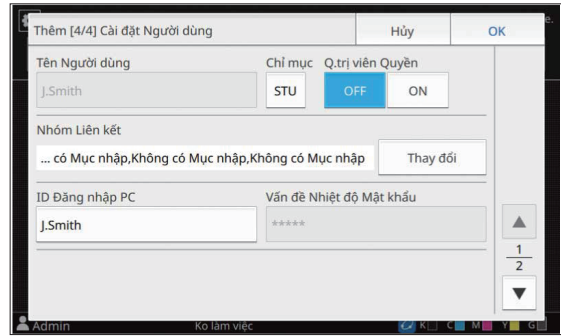 e.
Thêm [4/4] Cài đặt Người dùng
Hủy
OK
Tên Người dùng
Chỉ mục
Q.trị viên Quyền
J.Smith
STU
OFF
ON
Nhóm Liên kết
... có Mục nhập,Không có Mục nhập,Không có Mục nhập
Thay đổi
ID Đăng nhập PC
Vấn đề Nhiệt độ Mật khẩu
J.Smith
*****
1
2
Admin
Ko làm việc
K
C
M
Y
G